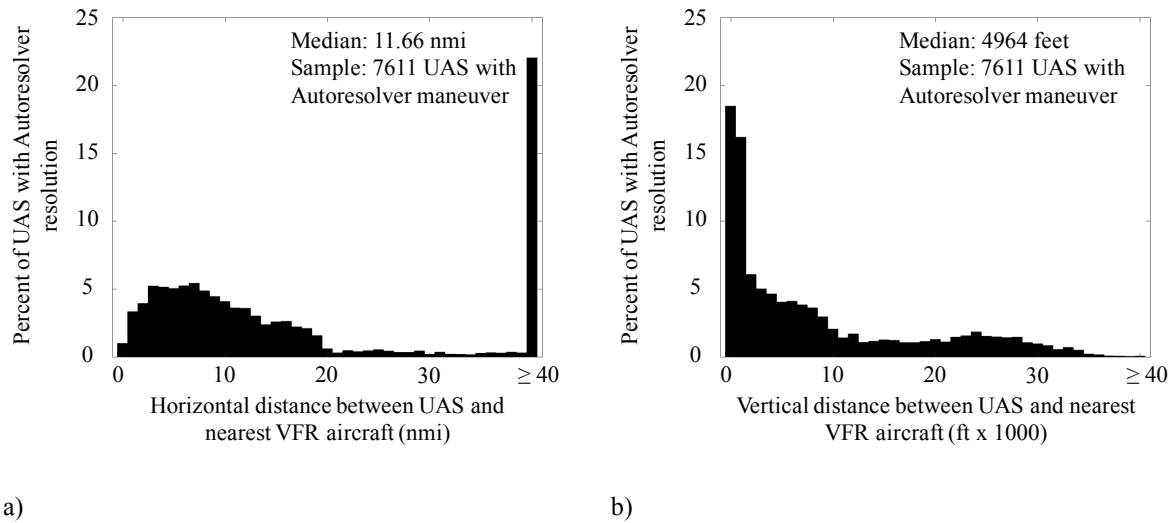 Percent of UAS with Autoresolver
resolution
25
20
15
10
5
0
Median: 11.66 nmi
Sample: 7611 UAS with
Autoresolver maneuver
0 10 20 30 ≥ 40
Horizontal distance between UAS and
nearest VFR aircraft (nmi)
a)
Percent of UAS with Autoresolver
resolution
25
20
15
10
5
0
Median: 4964 feet
Sample: 7611 UAS with
Autoresolver maneuver
0 10 20 30 ≥ 40
Vertical distance between UAS and nearest
VFR aircraft (ft x 1000)
b)